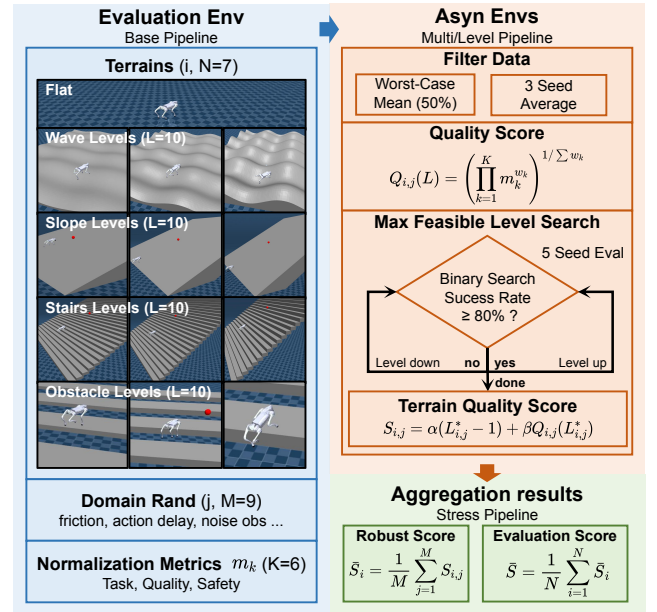 Evaluation Env
Base Pipeline
Terrains (i, N=7)
Flat
Wave Levels (L=10)
Slope Levels (L=10)
Stairs Levels (L=10)
Obstacle Levels (L=10)
Domain Rand (j, M=9)
friction, action delay, noise obs ...
Normalization Metrics m_k (K=6)
Task, Quality, Safety
Asyn Envs
Multi/Level Pipeline
Filter Data
Worst-Case
Mean (50%)
3 Seed
Average
Quality Score
Q_{i,j}(L) = (∏_{k=1}^{K} m_k^{w_k})^{1/∑ w_k}
Max Feasible Level Search
5 Seed Eval
Binary Search
Sucess Rate
≥ 80% ?
Level down no yes Level up
done
Terrain Quality Score
S_{i,j} = α(L^*_{i,j} − 1) + βQ_{i,j}(L^*_{i,j})
Aggregation results
Stress Pipeline
Robust Score
S̄_i = 1/M ∑_{j=1}^{M} S_{i,j}
Evaluation Score
S̄ = 1/N ∑_{i=1}^{N} S̄_i